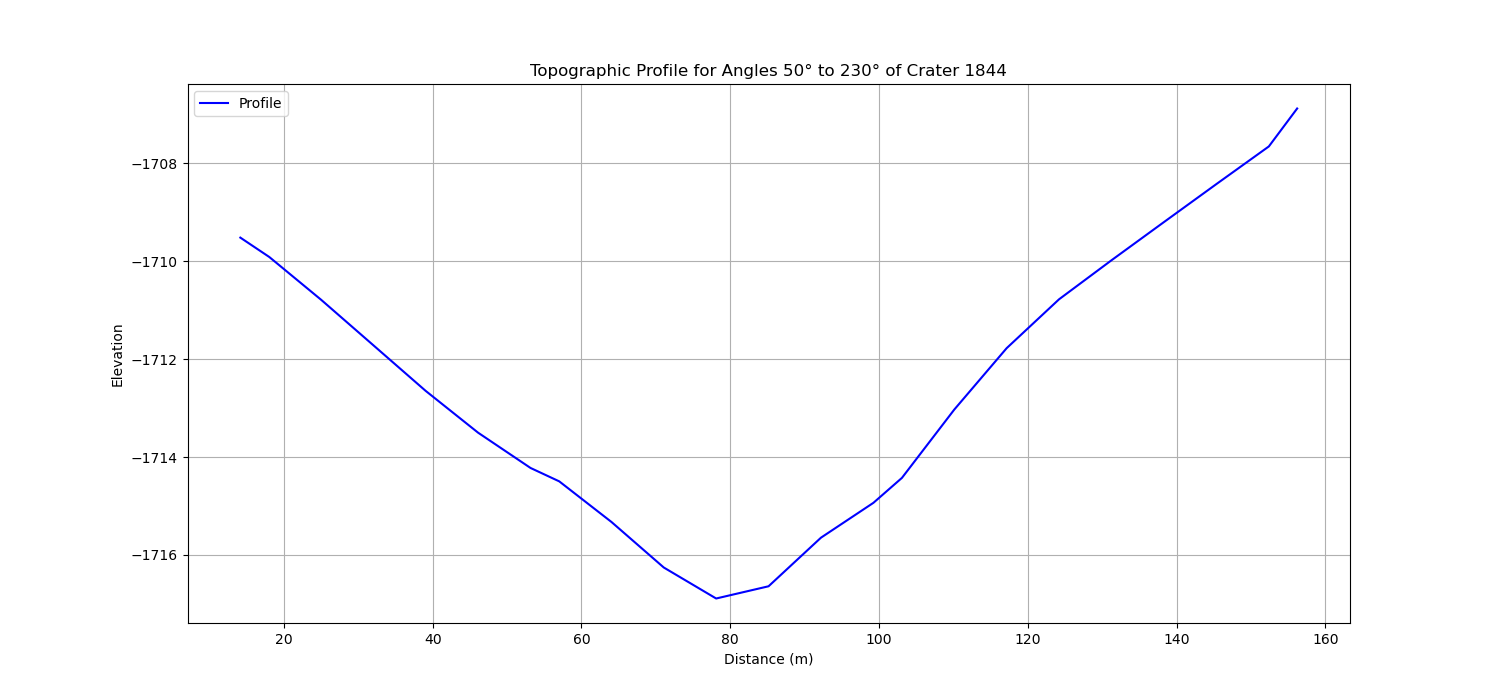 Topographic Profile for Angles 50° to 230° of Crater 1844
Profile
Elevation
−1708
−1710
−1712
−1714
−1716
20 40 60 80 100 120 140 160
Distance (m)